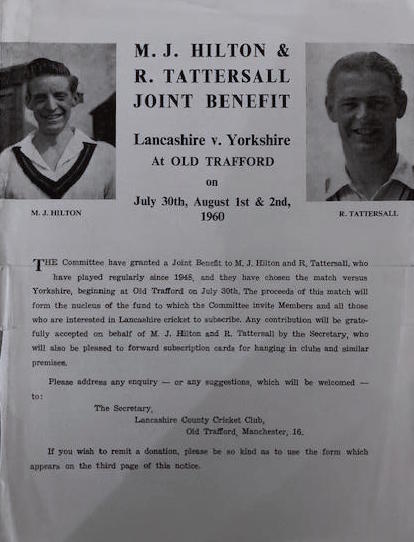 M. J. HILTON &
R. TATTERSALL
JOINT BENEFIT
Lancashire v. Yorkshire
At OLD TRAFFORD
on
July 30th, August 1st & 2nd,
1960
M. J. HILTON
R. TATTERSALL
THE Committee have granted a Joint Benefit to M. J. Hilton and R. Tattersall, who
have played regularly since 1945, and they have chosen the match versus
Yorkshire, beginning at Old Trafford on July 30th. The proceeds of this match will
form the nucleus of the fund to which the Committee invite Members and all those
who are interested in Lancashire cricket to subscribe. Any contribution will be grate-
fully accepted on behalf of M. J. Hilton and R. Tattersall by the Secretary, who
will also be pleased to forward subscription cards for hanging in clubs and similar
premises.
Please address any enquiry — or any suggestions, which will be welcomed —
to:
The Secretary,
Lancashire County Cricket Club,
Old Trafford, Manchester, 16.
If you wish to remit a donation, please be so kind as to use the form which
appears on the third page of this notice.